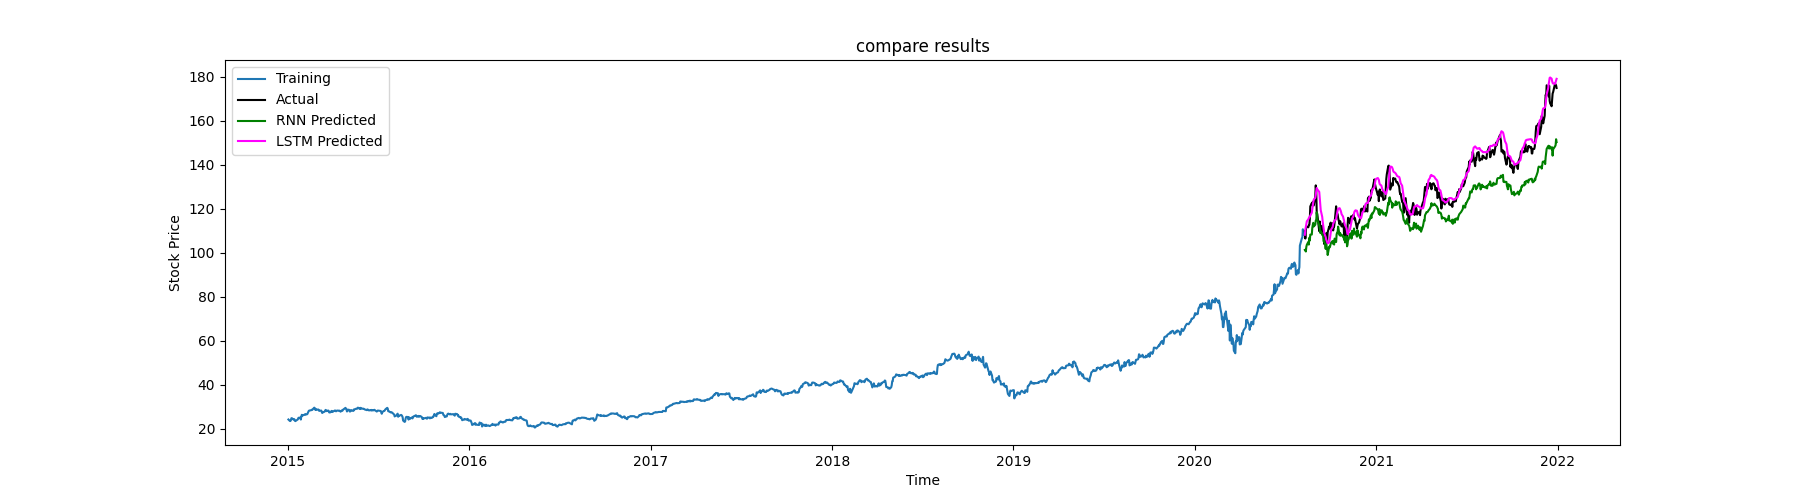 compare results
Training
Actual
RNN Predicted
LSTM Predicted
Stock Price
180
160
140
120
100
80
60
40
20
2015 2016 2017 2018 2019 2020 2021 2022
Time